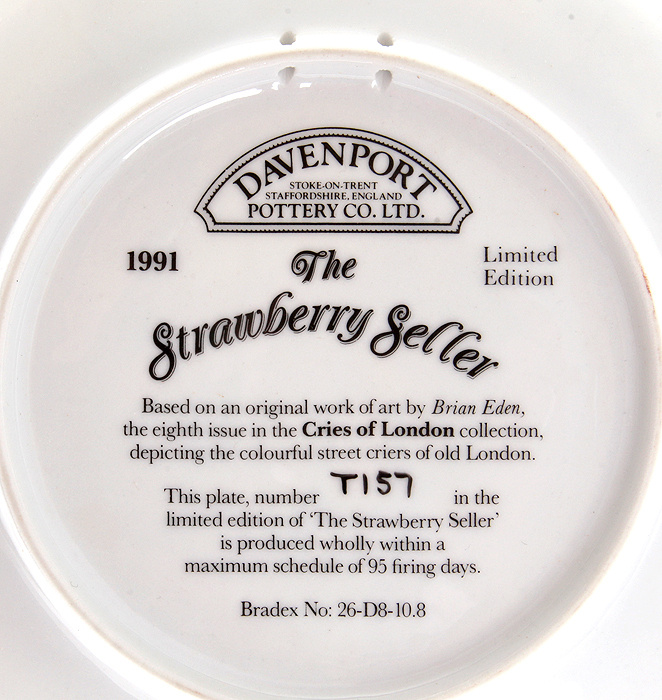 DAVENPORT
STOKE-ON-TRENT
STAFFORDSHIRE, ENGLAND
POTTERY CO. LTD.
1991
The
Limited
Edition
Strawberry Seller
Based on an original work of art by Brian Eden,
the eighth issue in the Cries of London collection,
depicting the colourful street criers of old London.
This plate, number T157 in the
limited edition of ‘The Strawberry Seller’
is produced wholly within a
maximum schedule of 95 firing days.
Bradex No: 26-D8-10.8